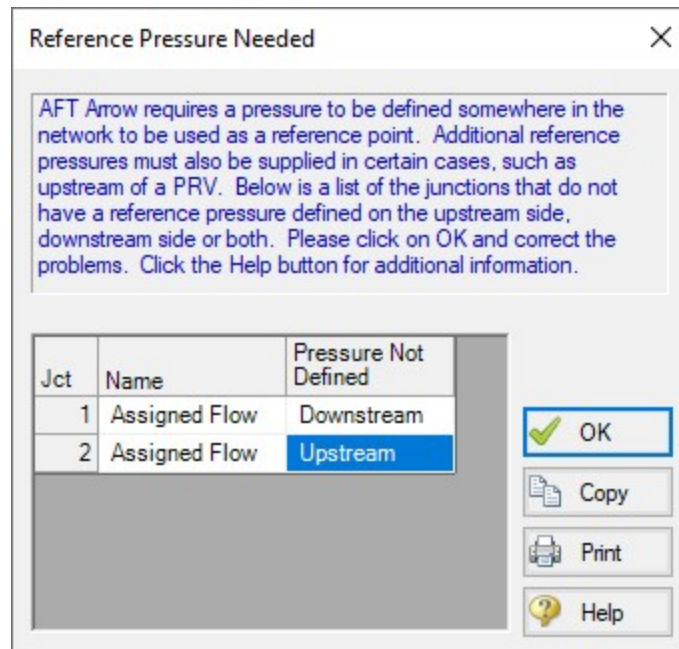 Reference Pressure Needed
AFT Arrow requires a pressure to be defined somewhere in the
network to be used as a reference point.  Additional reference
pressures must also be supplied in certain cases, such as
upstream of a PRV.  Below is a list of the junctions that do not
have a reference pressure defined on the upstream side,
downstream side or both.  Please click on OK and correct the
problems.  Click the Help button for additional information.
Jct Name Pressure Not Defined
1 Assigned Flow Downstream
2 Assigned Flow Upstream
OK
Copy
Print
Help